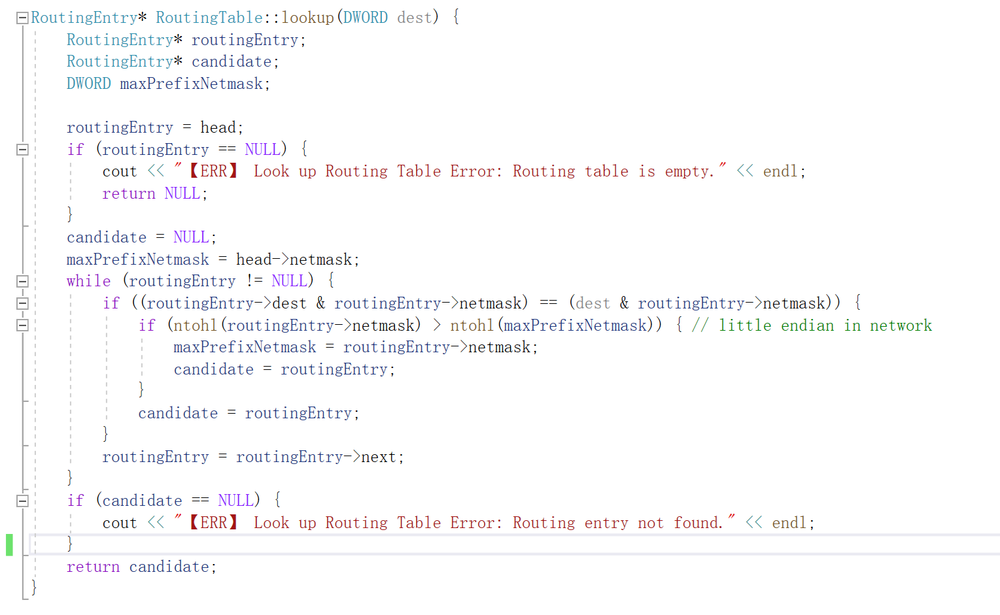 RoutingEntry* RoutingTable::lookup(DWORD dest) {
    RoutingEntry* routingEntry;
    RoutingEntry* candidate;
    DWORD maxPrefixNetmask;

    routingEntry = head;
    if (routingEntry == NULL) {
        cout << "【ERR】 Look up Routing Table Error: Routing table is empty." << endl;
        return NULL;
    }
    candidate = NULL;
    maxPrefixNetmask = head->netmask;
    while (routingEntry != NULL) {
        if ((routingEntry->dest & routingEntry->netmask) == (dest & routingEntry->netmask)) {
            if (ntohl(routingEntry->netmask) > ntohl(maxPrefixNetmask)) { // little endian in network
                maxPrefixNetmask = routingEntry->netmask;
                candidate = routingEntry;
            }
            candidate = routingEntry;
        }
        routingEntry = routingEntry->next;
    }
    if (candidate == NULL) {
        cout << "【ERR】 Look up Routing Table Error: Routing entry not found." << endl;
    }
    return candidate;
}